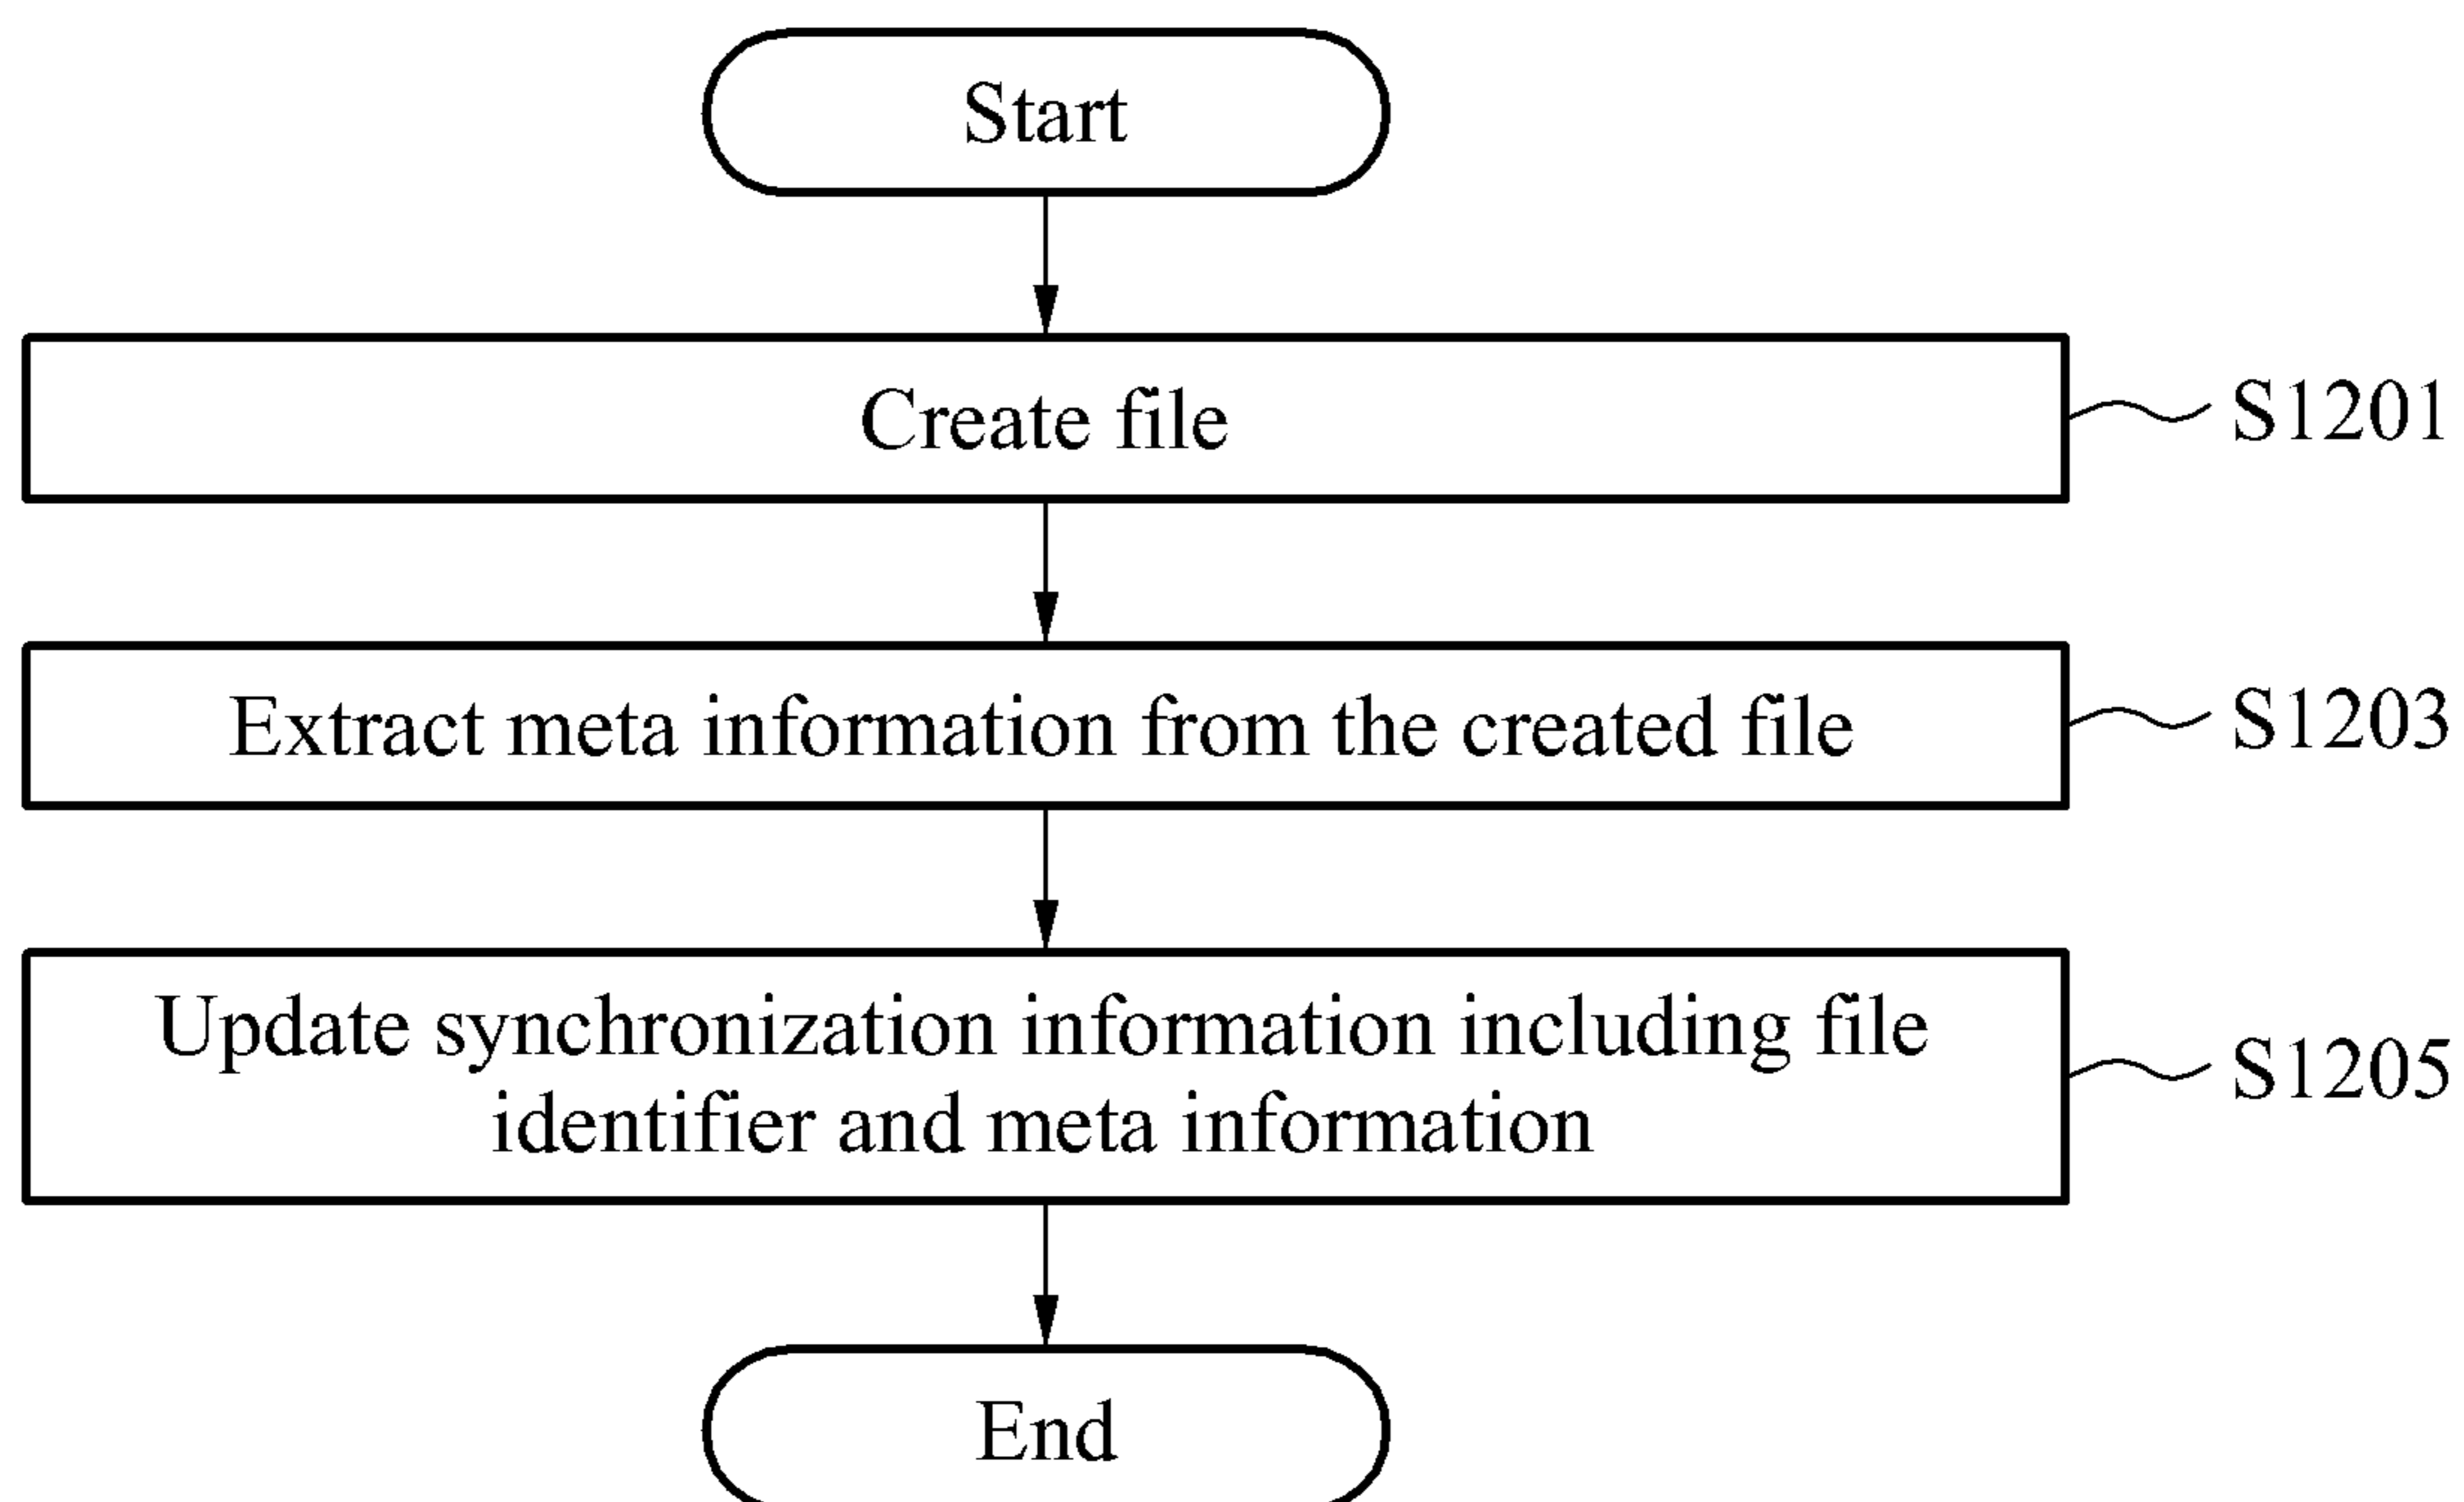 Start
Create file
S1201
Extract meta information from the created file
S1203
Update synchronization information including file
identifier and meta information
S1205
End